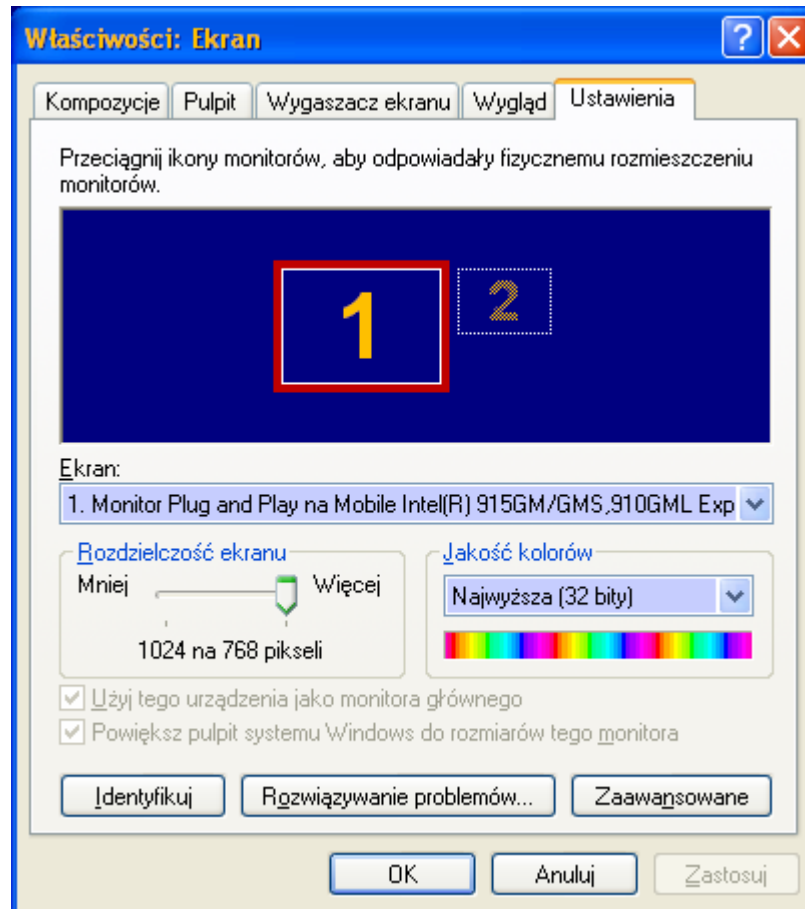 Właściwości: Ekran
Kompozycje Pulpit Wygaszacz ekranu Wygląd Ustawienia
Przeciągnij ikony monitorów, aby odpowiadały fizycznemu rozmieszczeniu
monitorów.
1 2
Ekran:
1. Monitor Plug and Play na Mobile Intel(R) 915GM/GMS,910GML Exp
Rozdzielczość ekranu
Mniej Więcej
1024 na 768 pikseli
Jakość kolorów
Najwyższa (32 bity)
Użyj tego urządzenia jako monitora głównego
Powiększ pulpit systemu Windows do rozmiarów tego monitora
Identyfikuj Rozwiązywanie problemów... Zaawansowane
OK Anuluj Zastosuj